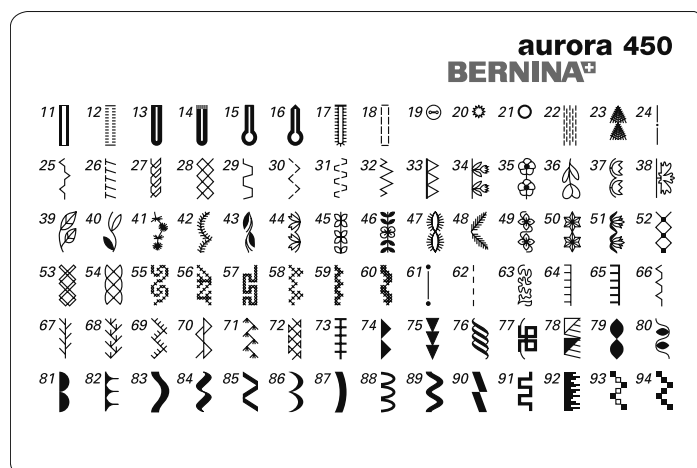 aurora 450
BERNINA
11 12 13 14 15 16 17 18 19 20 21 22 23 24
25 26 27 28 29 30 31 32 33 34 35 36 37 38
39 40 41 42 43 44 45 46 47 48 49 50 51 52
53 54 55 56 57 58 59 60 61 62 63 64 65 66
67 68 69 70 71 72 73 74 75 76 77 78 79 80
81 82 83 84 85 86 87 88 89 90 91 92 93 94